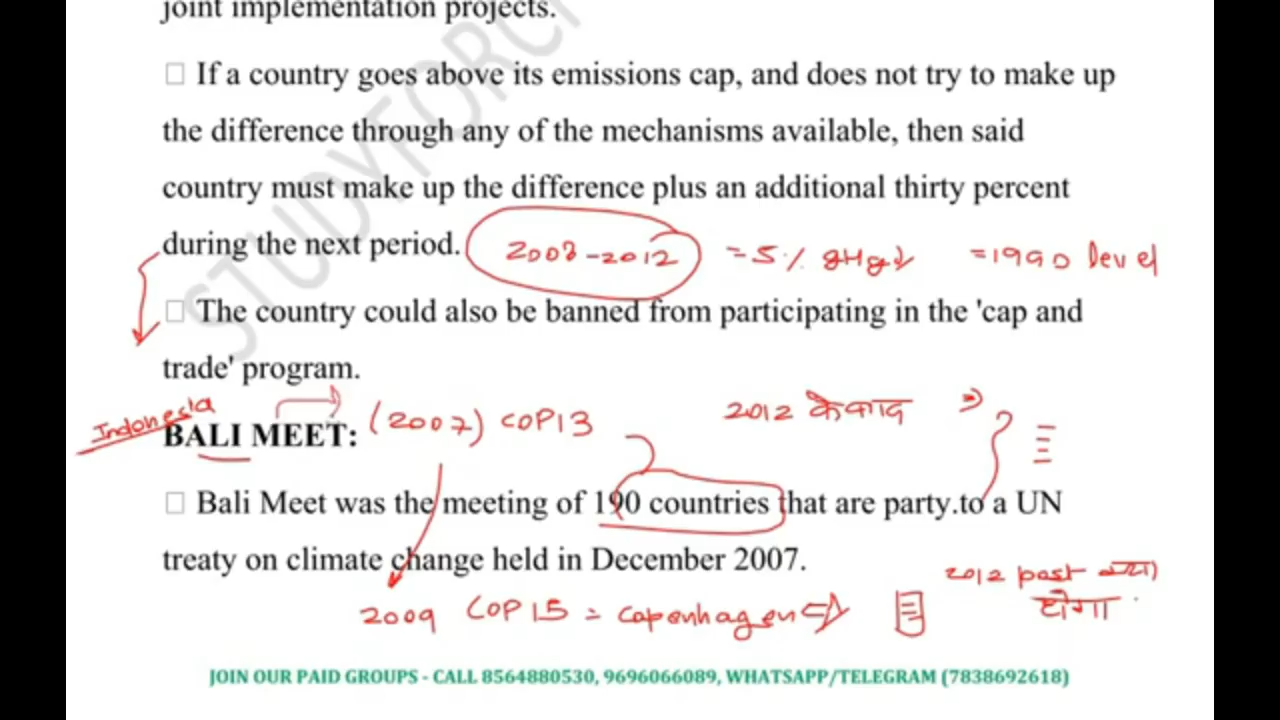 joint implementation projects.
□ If a country goes above its emissions cap, and does not try to make up
the difference through any of the mechanisms available, then said
country must make up the difference plus an additional thirty percent
during the next period. 2008-2012 = 5% gHgs = 1990 level
□ The country could also be banned from participating in the 'cap and
trade' program.
Indonesia
BALI MEET: (2007) COP13 2012 के बाद
□ Bali Meet was the meeting of 190 countries that are party.to a UN
treaty on climate change held in December 2007.
2012 post क्या
होगा
2009 COP15 = Copenhagen
JOIN OUR PAID GROUPS - CALL 8564880530, 9696066089, WHATSAPP/TELEGRAM (7838692618)